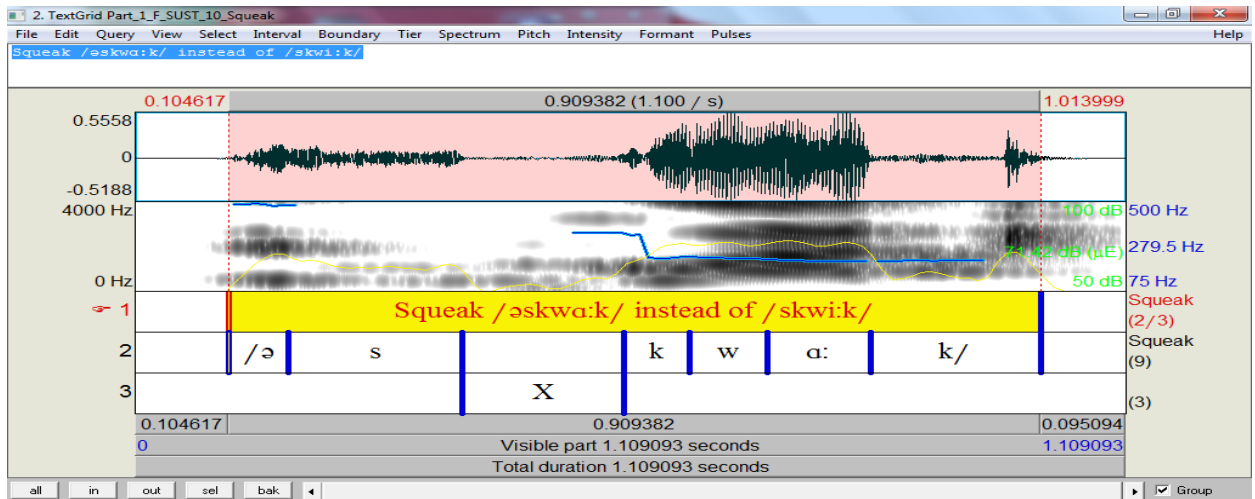 2. TextGrid Part_1_F_SUST_10_Squeak
File Edit Query View Select Interval Boundary Tier Spectrum Pitch Intensity Formant Pulses Help
Squeak /əskwɑ:k/ instead of /skwi:k/
0.104617 0.909382 (1.100 / s) 1.013999
0.5558
0
-0.5188
4000 Hz 100 dB 500 Hz
71.42 dB (µE) 279.5 Hz
0 Hz 50 dB 75 Hz
1 Squeak /əskwɑ:k/ instead of /skwi:k/ Squeak (2/3)
2 /ə s k w ɑ: k/ Squeak (9)
3 X (3)
0.104617 0.909382 0.095094
0 Visible part 1.109093 seconds 1.109093
Total duration 1.109093 seconds
all in out sel bak Group